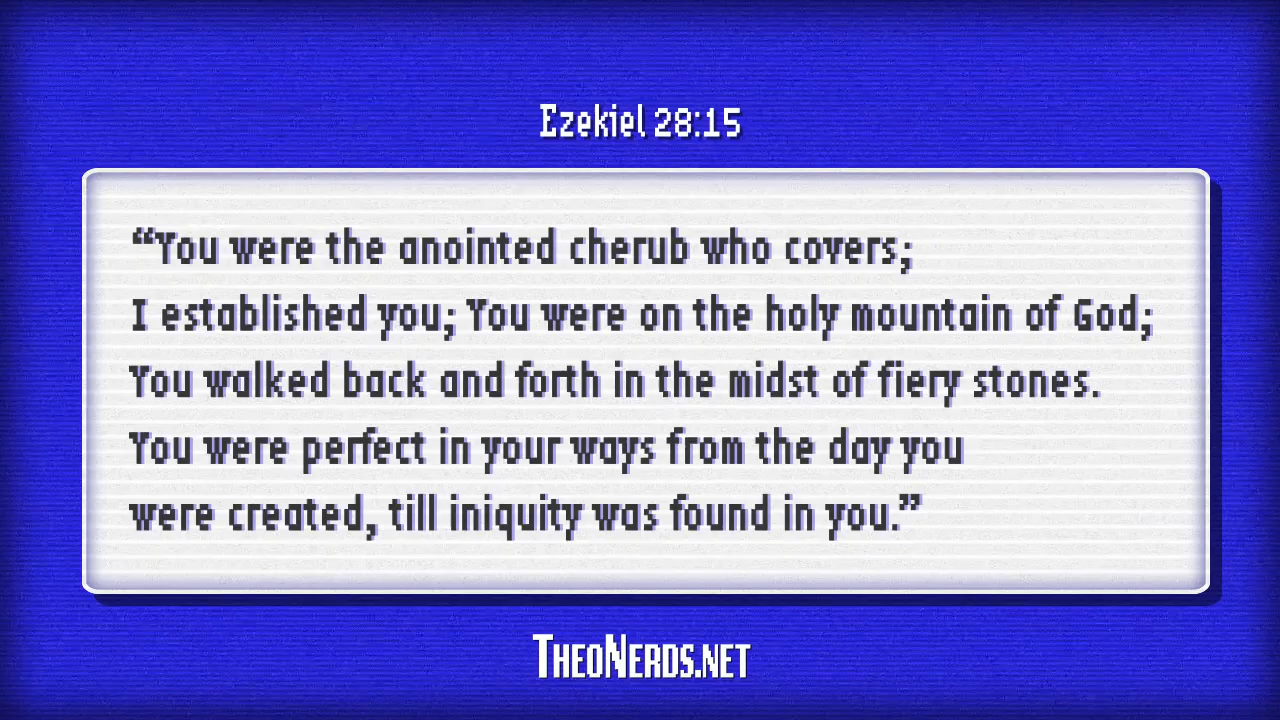 Ezekiel 28:15
“You were the anointed cherub who covers;
I established you; You were on the holy mountain of God;
You walked back and forth in the midst of fiery stones.
You were perfect in your ways from the day you
were created, till iniquity was found in you.”
TheoNerds.net